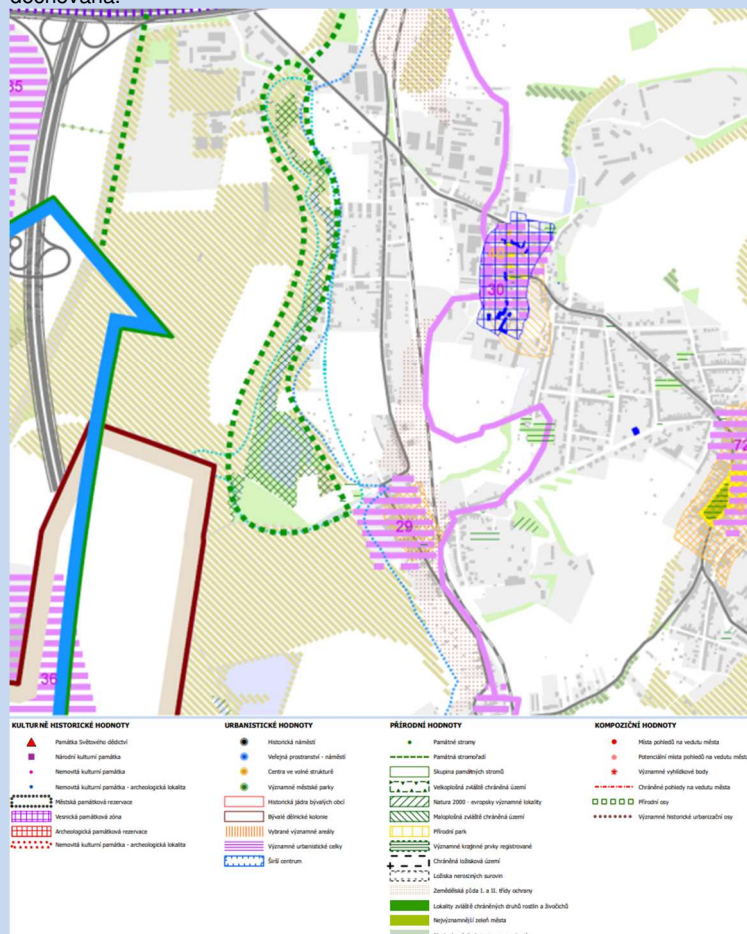 35
30
72
29
36
KULTURNĚ HISTORICKÉ HODNOTY
Památka Světového dědictví
Národní kulturní památka
Nemovitá kulturní památka
Nemovitá kulturní památka - archeologická lokalita
Městská památková rezervace
Vesnická památková zóna
Archeologická památková rezervace
Nemovitá kulturní památka - archeologická lokalita
URBANISTICKÉ HODNOTY
Historická náměstí
Veřejná prostranství - náměstí
Centra ve volné struktuře
Významné městské parky
Historická jádra bývalých obcí
Bývalé dělnické kolonie
Vybrané významné areály
Významné urbanistické celky
Širší centrum
PŘÍRODNÍ HODNOTY
Památné stromy
Památná stromořadí
Skupina památných stromů
Velkoplošná zvláště chráněná území
Natura 2000 - evropsky významné lokality
Maloplošná zvláště chráněná území
Přírodní park
Významné krajinné prvky registrované
Chráněná ložisková území
Ložiska nerostných surovin
Zemědělská půda I. a II. třídy ochrany
Lokality zvláště chráněných druhů rostlin a živočichů
Nejvýznamnější zeleň města
KOMPOZIČNÍ HODNOTY
Místa pohledů na vedutu města
Potenciální místa pohledů na vedutu města
Významné vyhlídkové body
Chráněné pohledy na vedutu města
Přírodní osy
Významné historické urbanizační osy